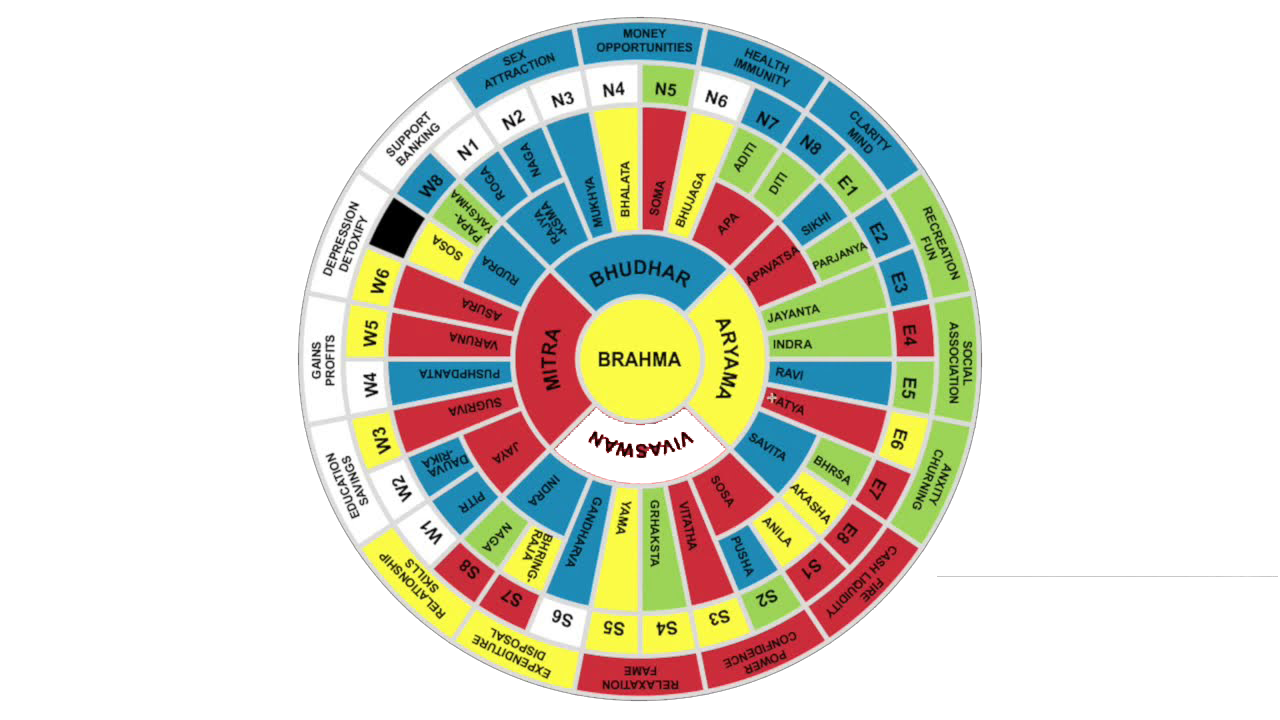 MONEY
OPPORTUNITIES
HEALTH
IMMUNITY
CLARITY
MIND
RECREATION
FUN
SOCIAL
ASSOCIATION
ANXITY
CHURNING
FIRE
CASH LIQUIDITY
POWER
CONFIDENCE
RELAXATION
FAME
EXPENDITURE
DISPOSAL
RELATIONSHIP
SKILLS
EDUCATION
SAVINGS
GAINS
PROFITS
DEPRESSION
DETOXIFY
SUPPORT
BANKING
SEX
ATTRACTION
N1
N2
N3
N4
N5
N6
N7
N8
E1
E2
E3
E4
E5
E6
E7
E8
S1
S2
S3
S4
S5
S6
S7
S8
W1
W2
W3
W4
W5
W6
W8
ROGA
NAGA
MUKHYA
BHALATA
SOMA
BHUJAGA
ADITI
DITI
SIKHI
PARJANYA
JAYANTA
INDRA
RAVI
ATYA
BHRSA
AKASHA
ANILA
PUSHA
VITATHA
GRHAKSTA
YAMA
GANDHARVA
BHRING-
RAJA
NAGA
PITR
DAUVA
-RIKA
SUGRIVA
PUSHPDANTA
VARUNA
ASURA
SOSA
PAPA-
YAKSHMA
RUDRA
RAJYA
-KSMA
APA
APAVATSA
SAVITA
SOSA
INDRA
JAYA
BHUDHAR
ARYAMA
VIVASWAN
MITRA
BRAHMA